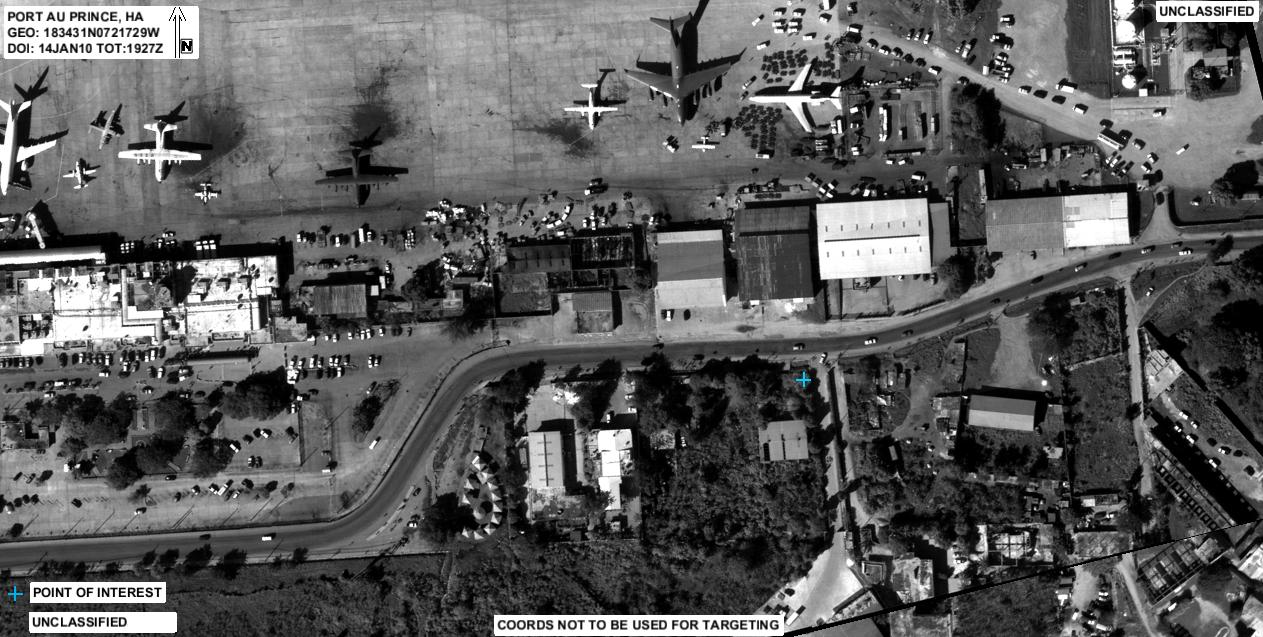 PORT AU PRINCE, HA
GEO: 183431N0721729W
DOI: 14JAN10 TOT:1927Z
N
UNCLASSIFIED
POINT OF INTEREST
UNCLASSIFIED
COORDS NOT TO BE USED FOR TARGETING